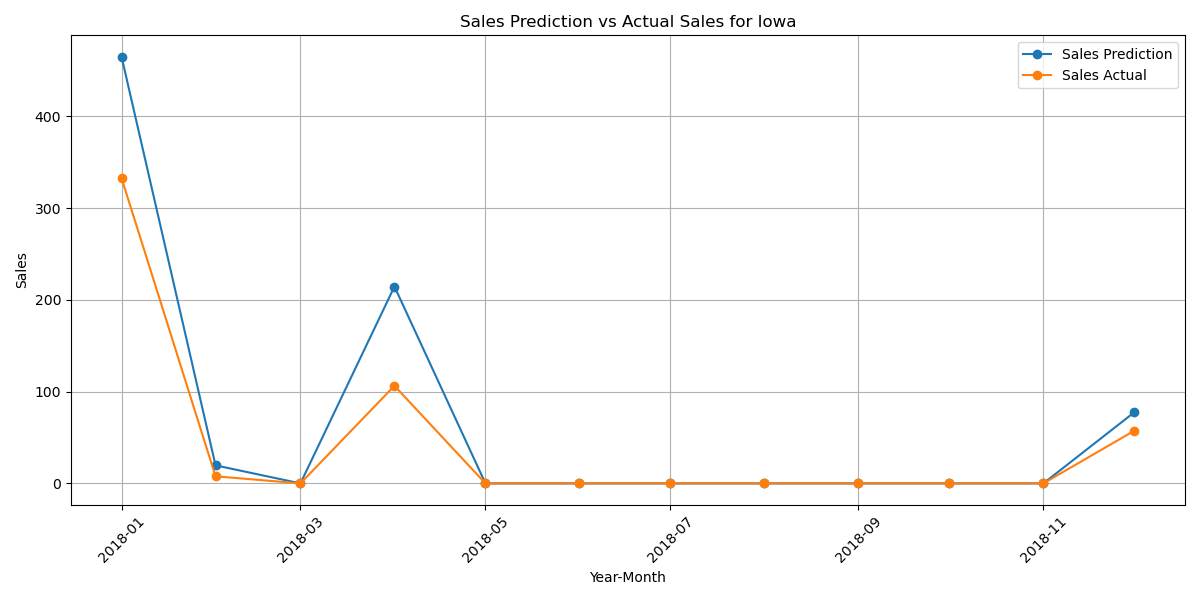 Sales Prediction vs Actual Sales for Iowa
Sales Prediction
Sales Actual
Sales
400
300
200
100
0
2018-01
2018-03
2018-05
2018-07
2018-09
2018-11
Year-Month